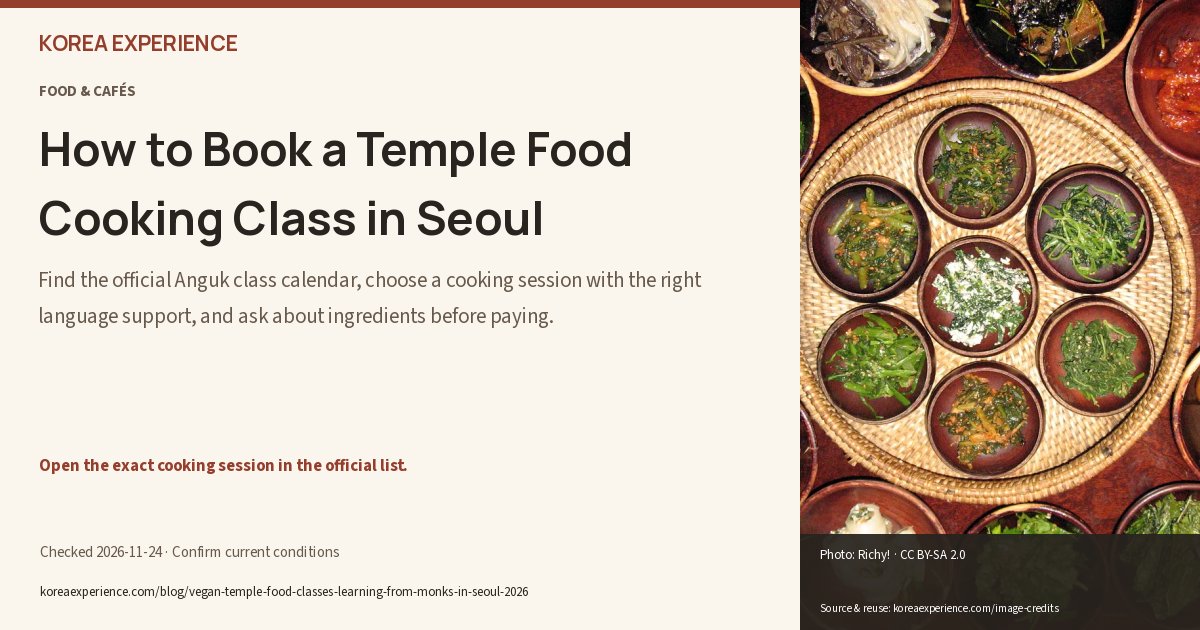 KOREA EXPERIENCE
FOOD & CAFÉS
How to Book a Temple Food
Cooking Class in Seoul
Find the official Anguk class calendar, choose a cooking session with the right
language support, and ask about ingredients before paying.
Open the exact cooking session in the official list.
Checked 2026-11-24 · Confirm current conditions
koreaexperience.com/blog/vegan-temple-food-classes-learning-from-monks-in-seoul-2026
Photo: Richy! · CC BY-SA 2.0
Source & reuse: koreaexperience.com/image-credits